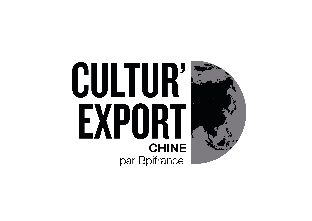 CULTUR'
EXPORT
CHINE
par Bpifrance